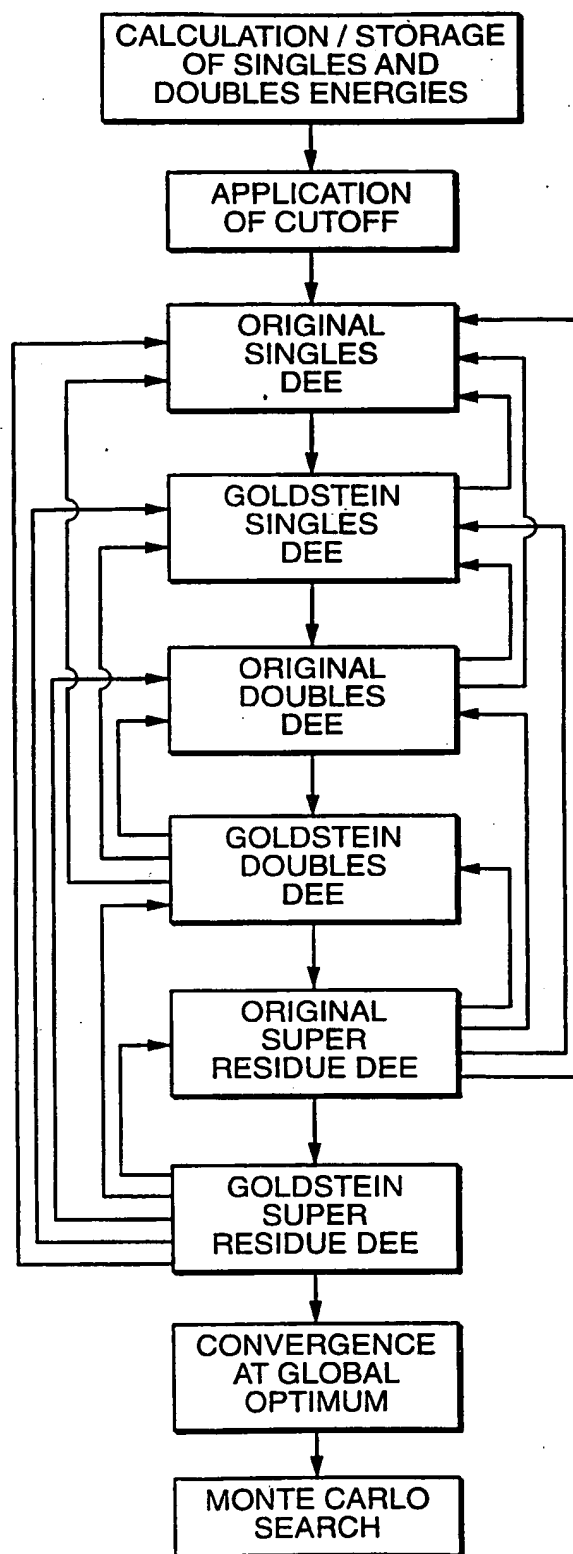 CALCULATION / STORAGE
OF SINGLES AND
DOUBLES ENERGIES
APPLICATION
OF CUTOFF
ORIGINAL
SINGLES
DEE
GOLDSTEIN
SINGLES
DEE
ORIGINAL
DOUBLES
DEE
GOLDSTEIN
DOUBLES
DEE
ORIGINAL
SUPER
RESIDUE DEE
GOLDSTEIN
SUPER
RESIDUE DEE
CONVERGENCE
AT GLOBAL
OPTIMUM
MONTE CARLO
SEARCH